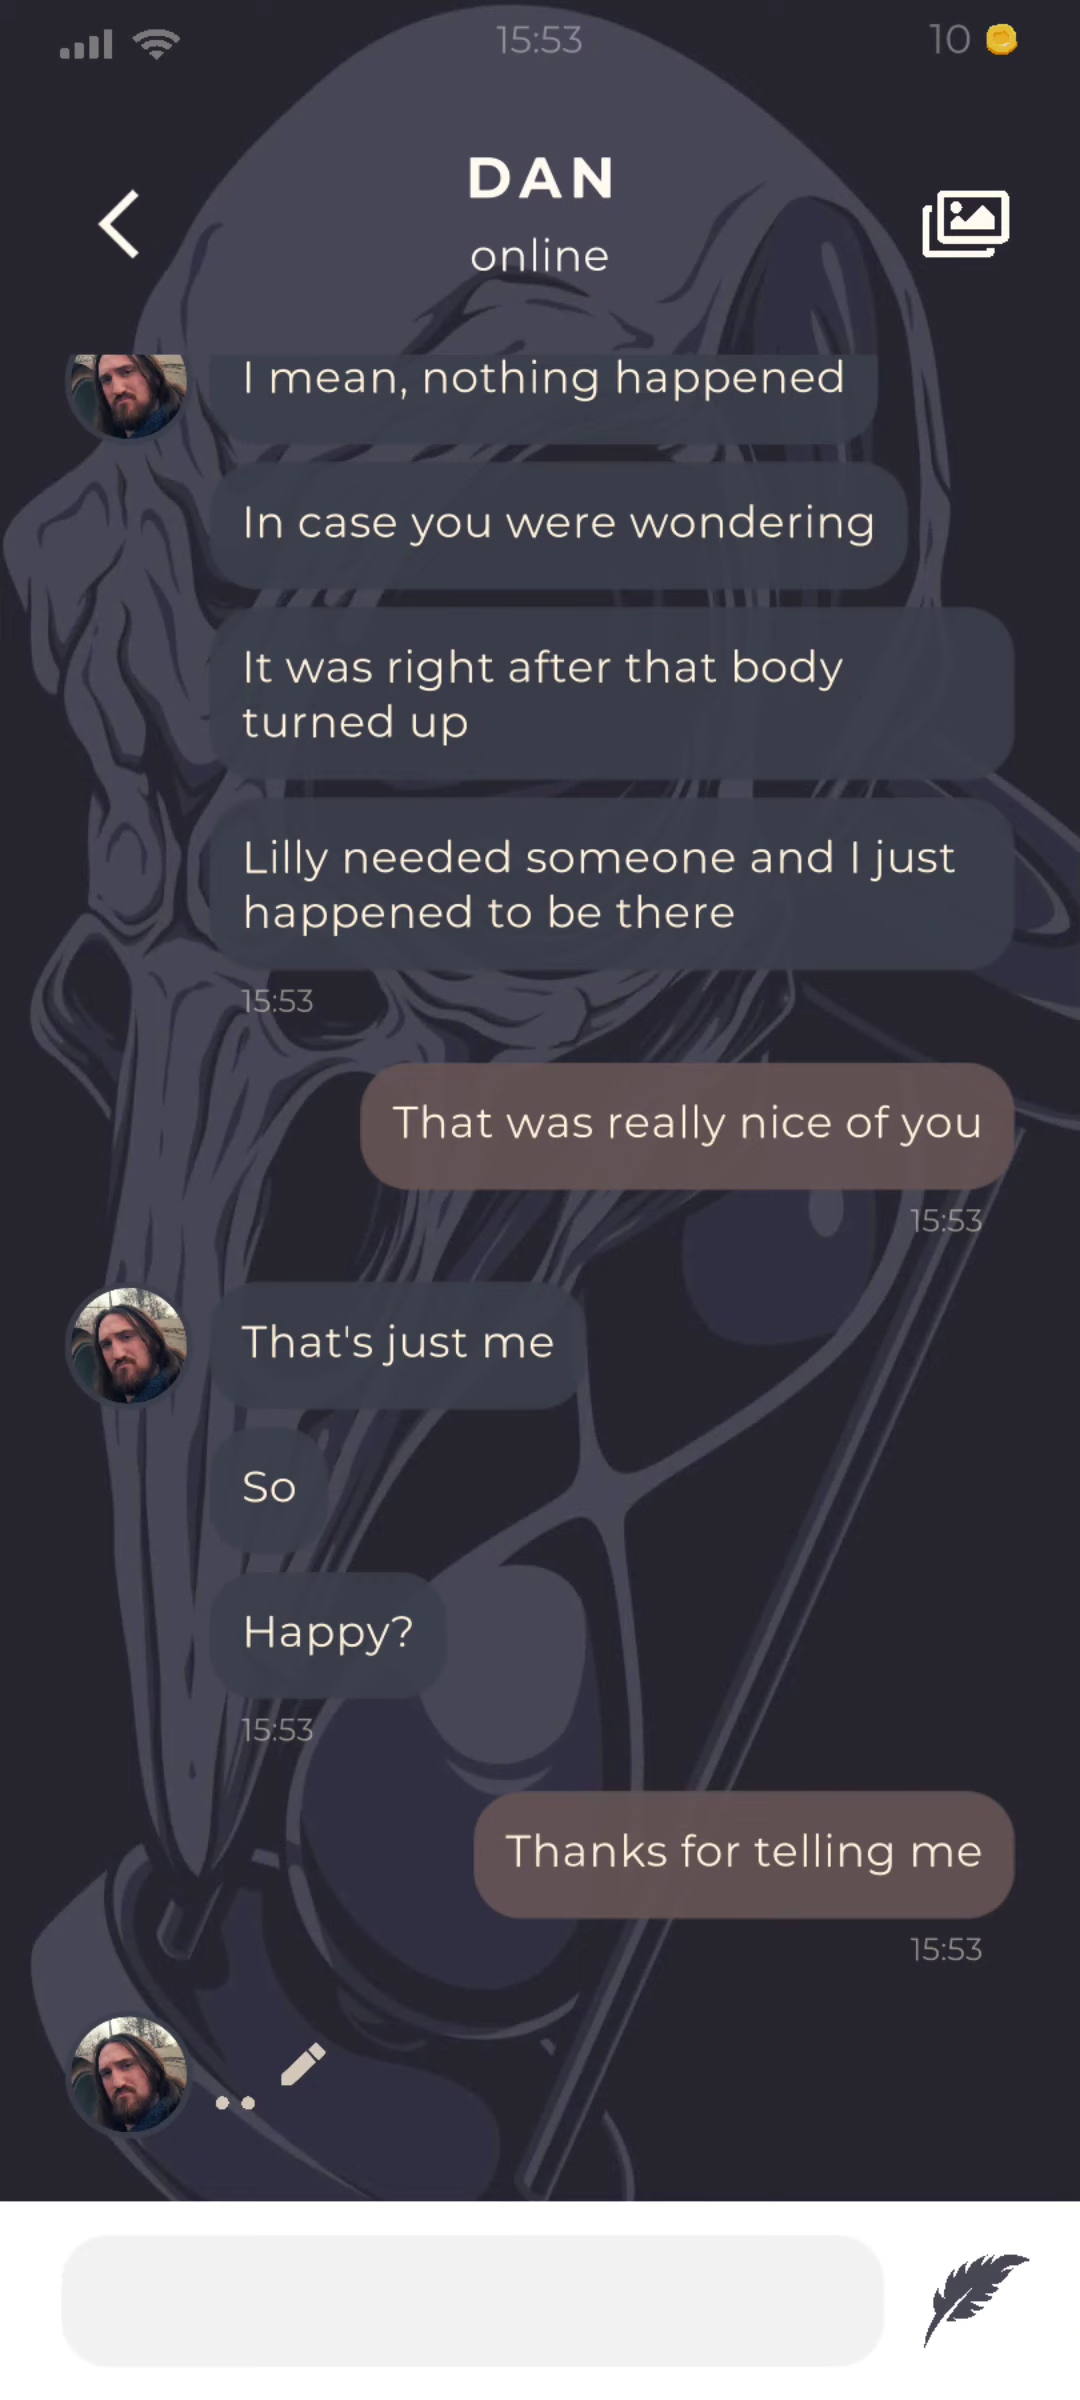 15:53
10
DAN
online
I mean, nothing happened
In case you were wondering
It was right after that body
turned up
Lilly needed someone and I just
happened to be there
15:53
That was really nice of you
15:53
That's just me
So
Happy?
15:53
Thanks for telling me
15:53